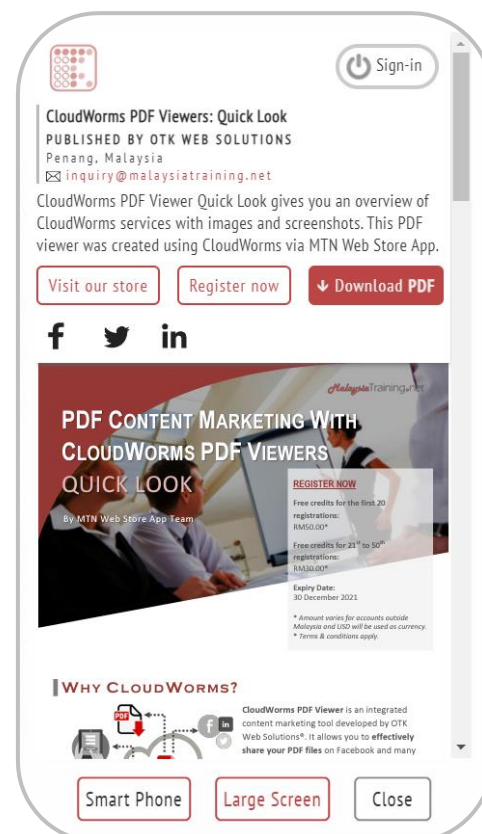 Sign-in
CloudWorms PDF Viewers: Quick Look
PUBLISHED BY OTK WEB SOLUTIONS
Penang, Malaysia
inquiry@malaysiatraining.net
CloudWorms PDF Viewer Quick Look gives you an overview of
CloudWorms services with images and screenshots. This PDF
viewer was created using CloudWorms via MTN Web Store App.
Visit our store
Register now
Download PDF
MalaysiaTraining.net
PDF CONTENT MARKETING WITH
CLOUDWORMS PDF VIEWERS
QUICK LOOK
By MTN Web Store App Team
REGISTER NOW
Free credits for the first 20
registrations:
RM50.00*
Free credits for 21st to 50th
registrations:
RM30.00*
Expiry Date:
30 December 2021
* Amount varies for accounts outside
Malaysia and USD will be used as currency.
* Terms & conditions apply.
WHY CLOUDWORMS?
PDF
CloudWorms PDF Viewer is an integrated
content marketing tool developed by OTK
Web Solutions®. It allows you to effectively
share your PDF files on Facebook and many
Smart Phone
Large Screen
Close